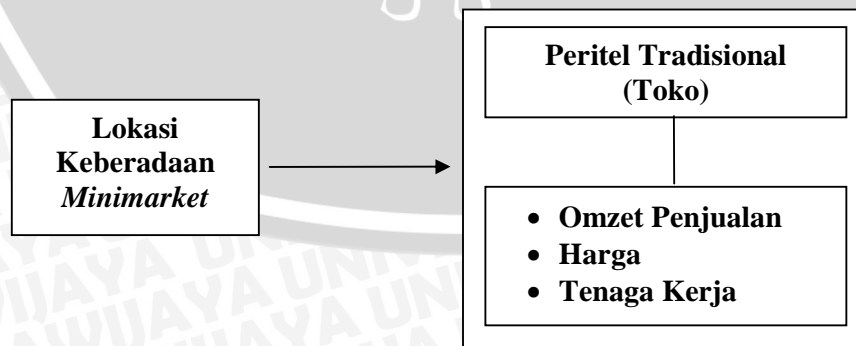 Peritel Tradisional
(Toko)
Lokasi
Keberadaan
Minimarket
• Omzet Penjualan
• Harga
• Tenaga Kerja